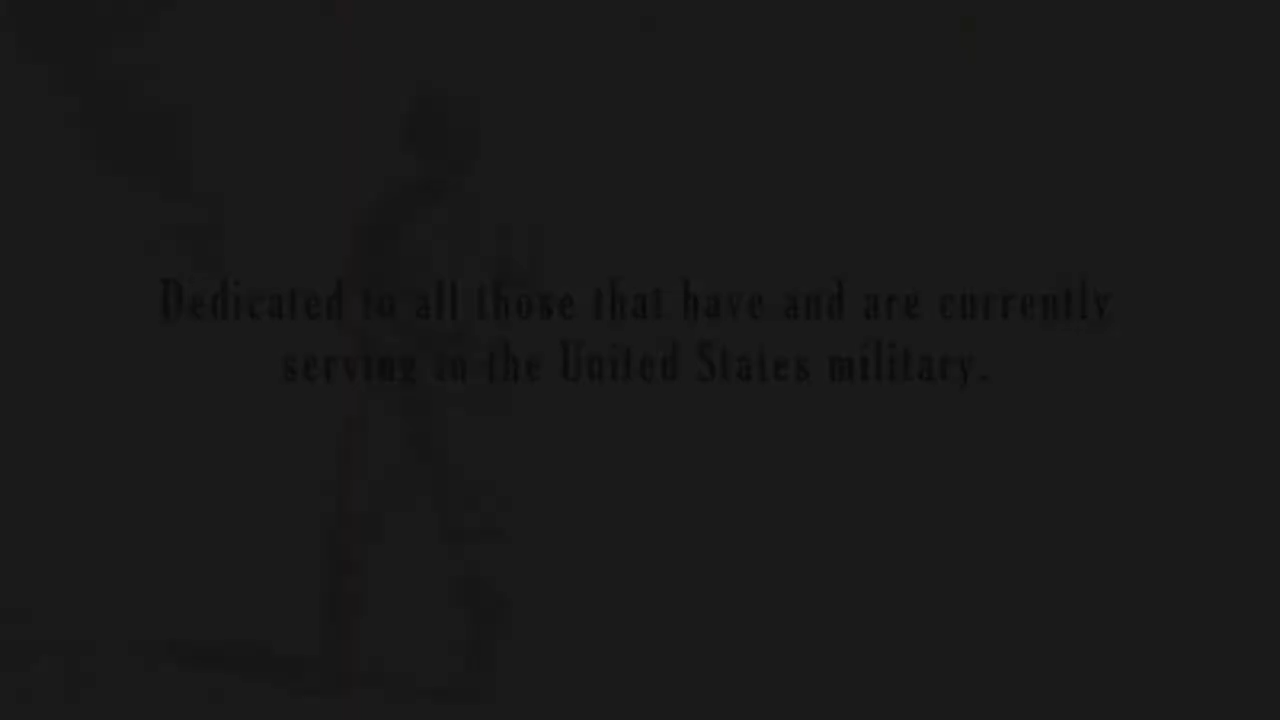 Dedicated to all those that have and are currently
serving in the United States military.